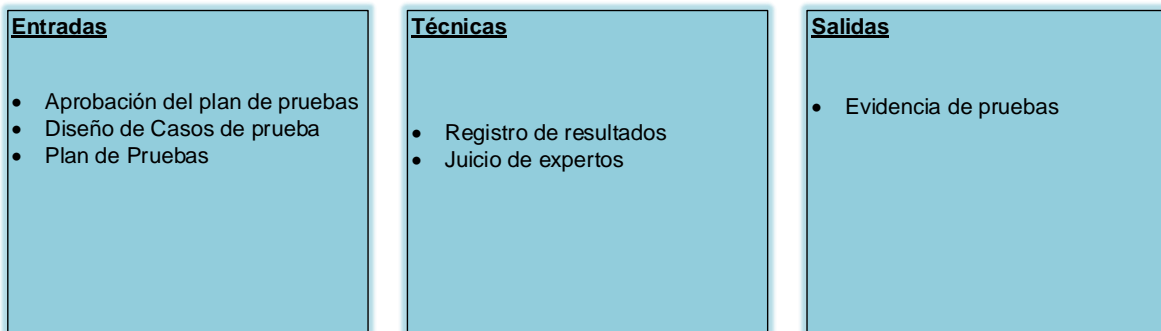 Entradas
• Aprobación del plan de pruebas
• Diseño de Casos de prueba
• Plan de Pruebas
Técnicas
• Registro de resultados
• Juicio de expertos
Salidas
• Evidencia de pruebas